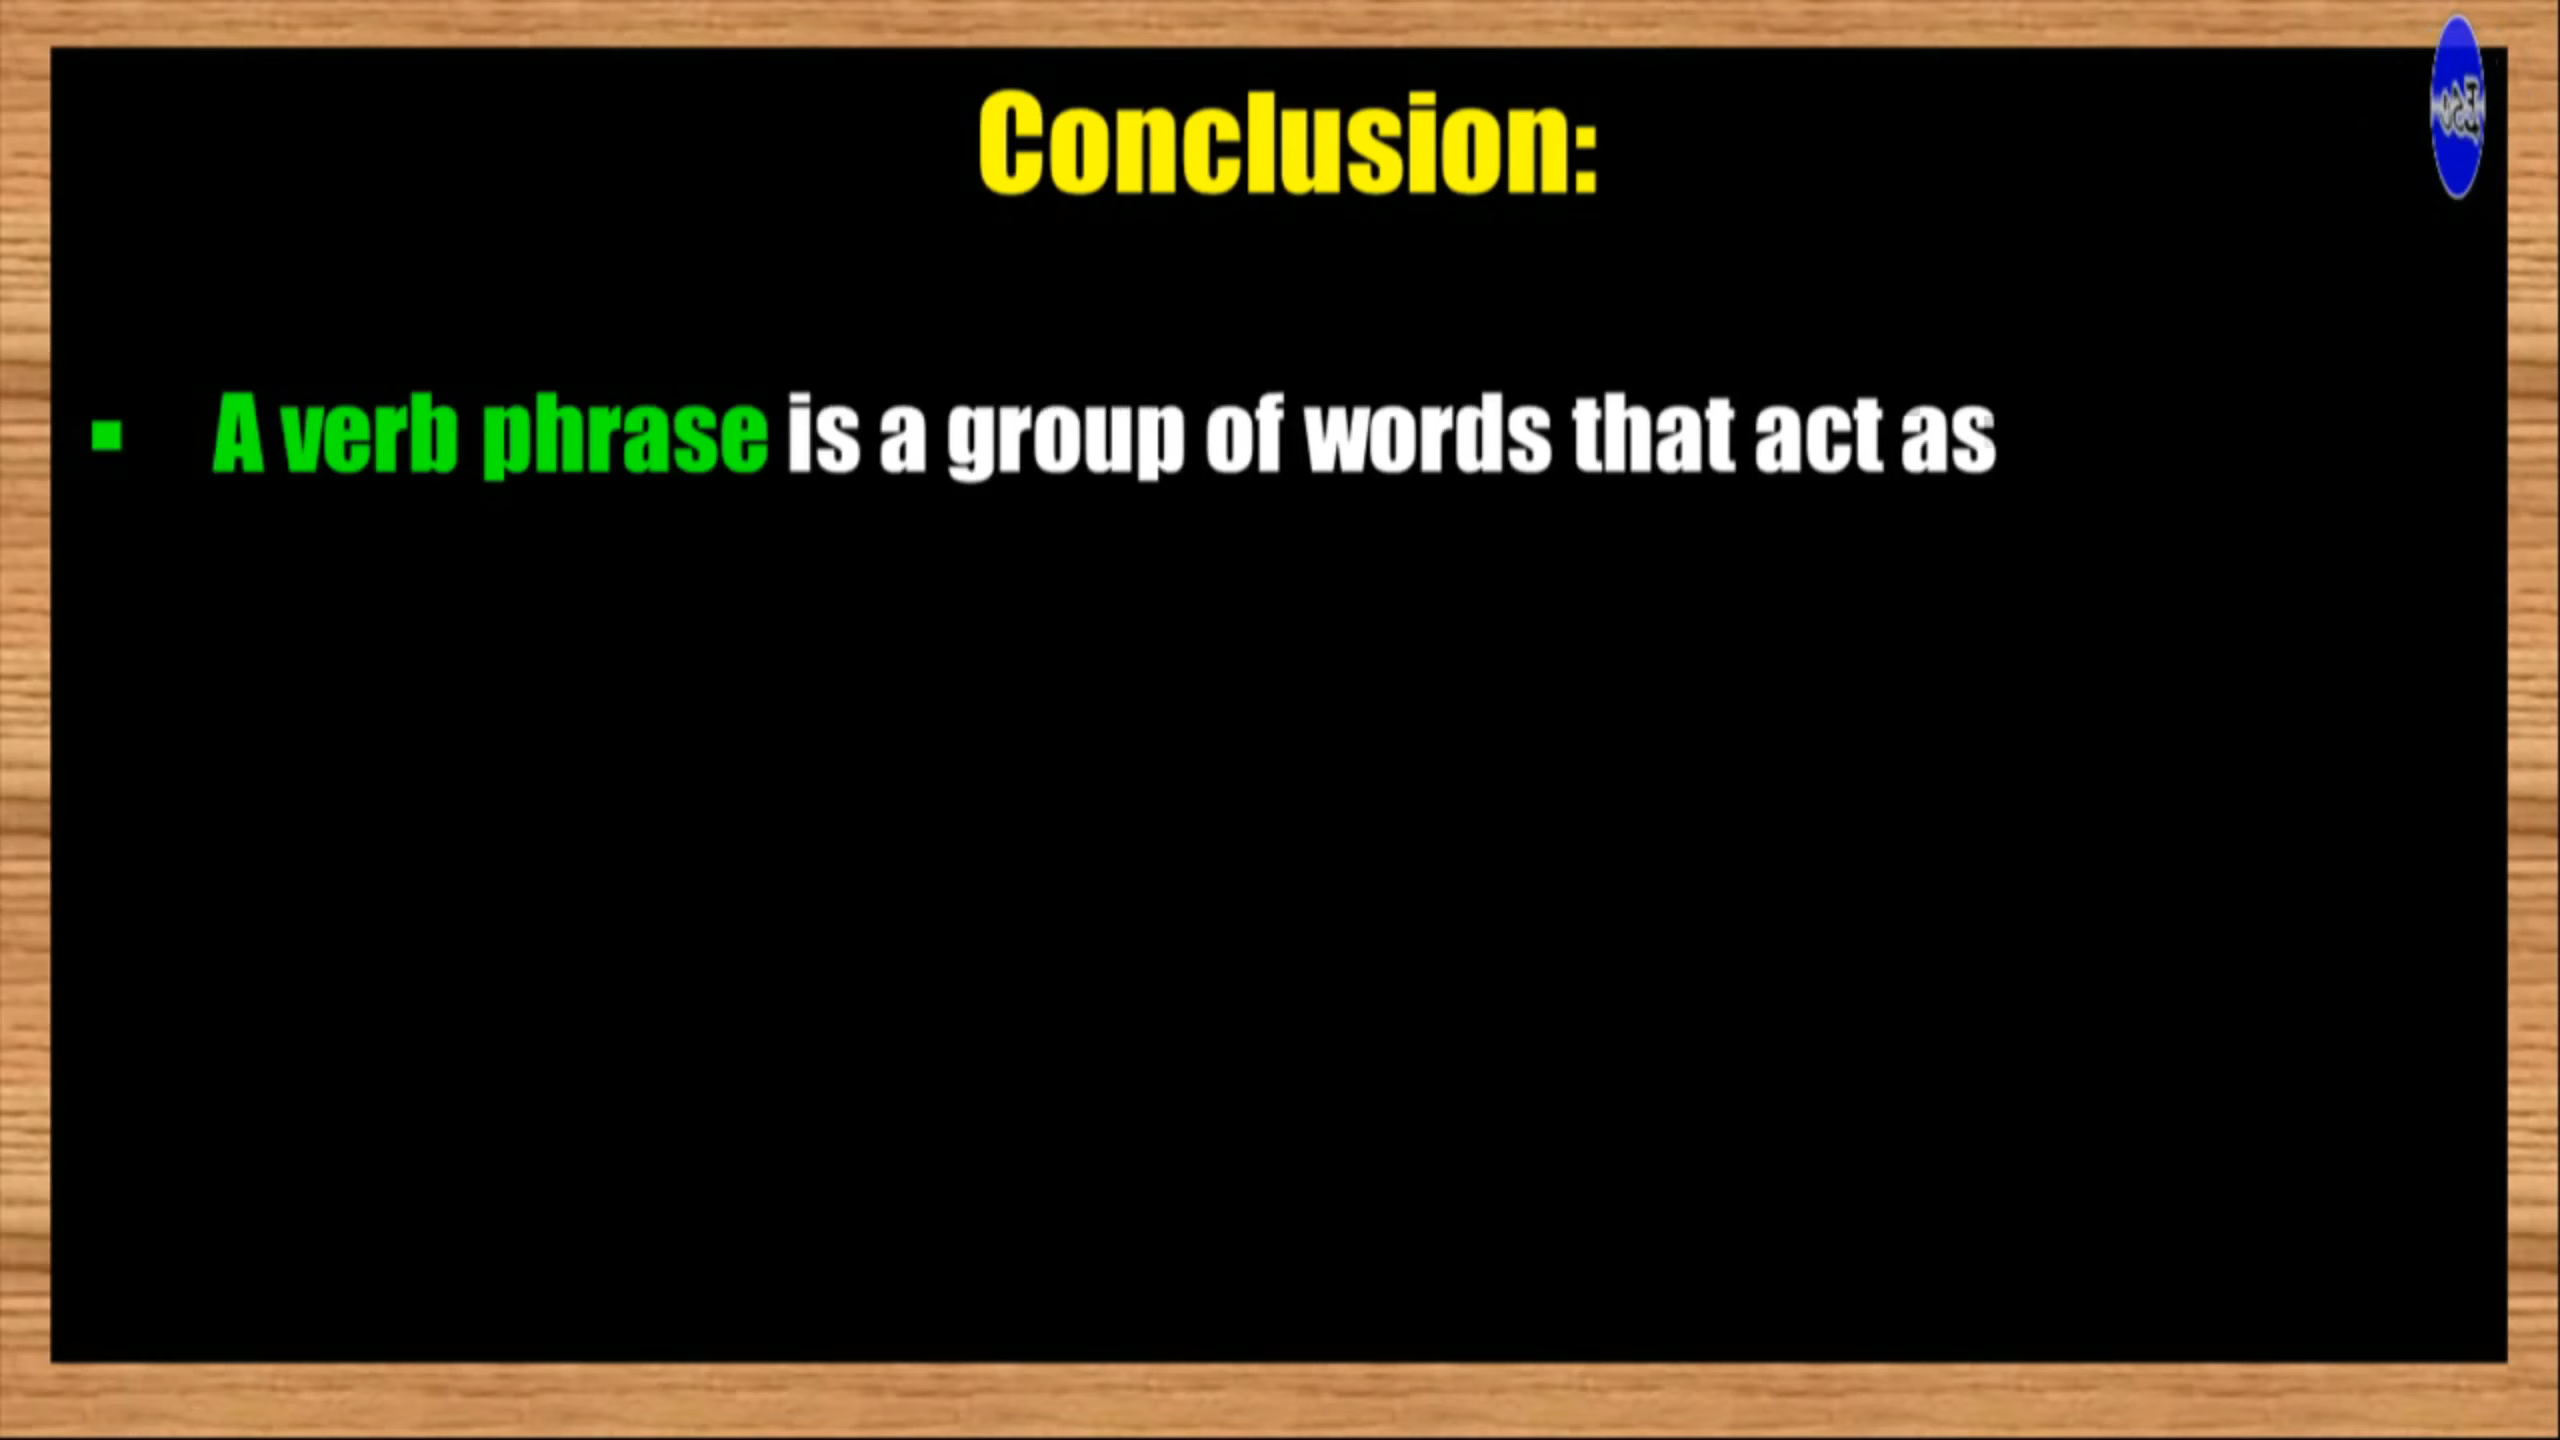 Conclusion:
▪ A verb phrase is a group of words that act as